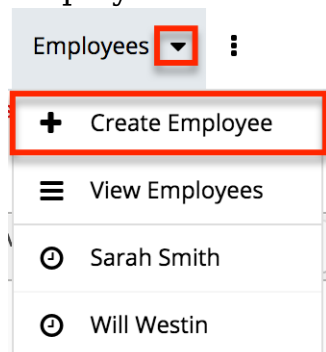 Employees
Create Employee
View Employees
Sarah Smith
Will Westin